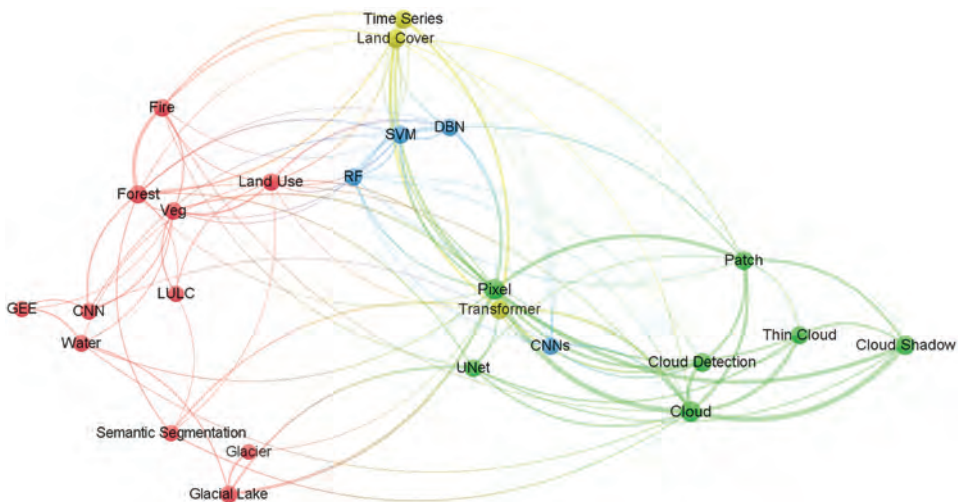 Time Series
Land Cover
Fire
DBN
SVM
RF
Land Use
Forest
Veg
Patch
Pixel
LULC
GEE
CNN
Transformer
Thin Cloud
Water
CNNs
Cloud Shadow
Cloud Detection
UNet
Cloud
Semantic Segmentation
Glacier
Glacial Lake